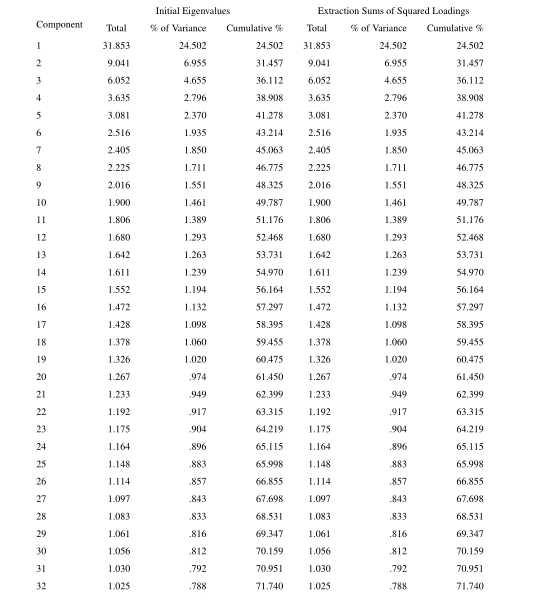 Initial Eigenvalues Extraction Sums of Squared Loadings
Component Total % of Variance Cumulative % Total % of Variance Cumulative %
1 31.853 24.502 24.502 31.853 24.502 24.502
2 9.041 6.955 31.457 9.041 6.955 31.457
3 6.052 4.655 36.112 6.052 4.655 36.112
4 3.635 2.796 38.908 3.635 2.796 38.908
5 3.081 2.370 41.278 3.081 2.370 41.278
6 2.516 1.935 43.214 2.516 1.935 43.214
7 2.405 1.850 45.063 2.405 1.850 45.063
8 2.225 1.711 46.775 2.225 1.711 46.775
9 2.016 1.551 48.325 2.016 1.551 48.325
10 1.900 1.461 49.787 1.900 1.461 49.787
11 1.806 1.389 51.176 1.806 1.389 51.176
12 1.680 1.293 52.468 1.680 1.293 52.468
13 1.642 1.263 53.731 1.642 1.263 53.731
14 1.611 1.239 54.970 1.611 1.239 54.970
15 1.552 1.194 56.164 1.552 1.194 56.164
16 1.472 1.132 57.297 1.472 1.132 57.297
17 1.428 1.098 58.395 1.428 1.098 58.395
18 1.378 1.060 59.455 1.378 1.060 59.455
19 1.326 1.020 60.475 1.326 1.020 60.475
20 1.267 .974 61.450 1.267 .974 61.450
21 1.233 .949 62.399 1.233 .949 62.399
22 1.192 .917 63.315 1.192 .917 63.315
23 1.175 .904 64.219 1.175 .904 64.219
24 1.164 .896 65.115 1.164 .896 65.115
25 1.148 .883 65.998 1.148 .883 65.998
26 1.114 .857 66.855 1.114 .857 66.855
27 1.097 .843 67.698 1.097 .843 67.698
28 1.083 .833 68.531 1.083 .833 68.531
29 1.061 .816 69.347 1.061 .816 69.347
30 1.056 .812 70.159 1.056 .812 70.159
31 1.030 .792 70.951 1.030 .792 70.951
32 1.025 .788 71.740 1.025 .788 71.740